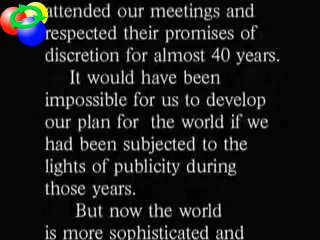 attended our meetings and
respected their promises of
discretion for almost 40 years.
It would have been
impossible for us to develop
our plan for the world if we
had been subjected to the
lights of publicity during
those years.
But now the world
is more sophisticated and